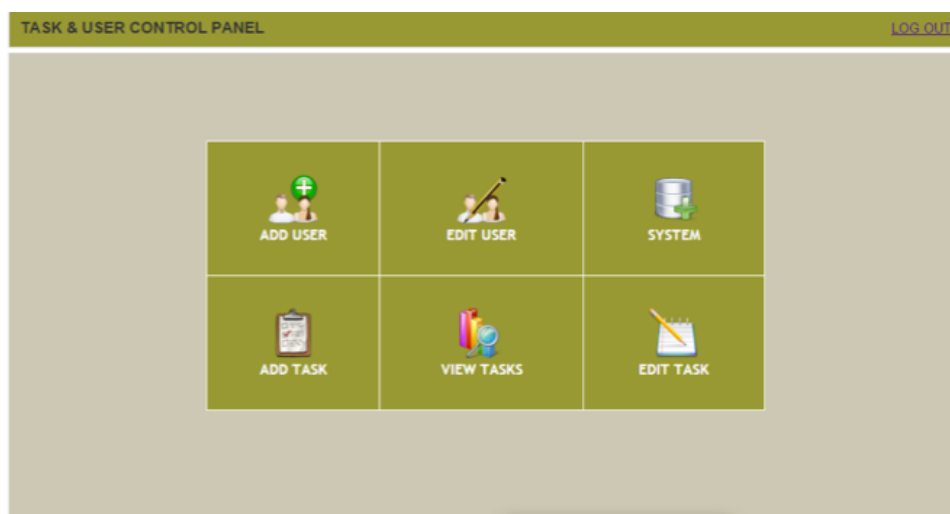 TASK & USER CONTROL PANEL LOG OUT
ADD USER EDIT USER SYSTEM
ADD TASK VIEW TASKS EDIT TASK